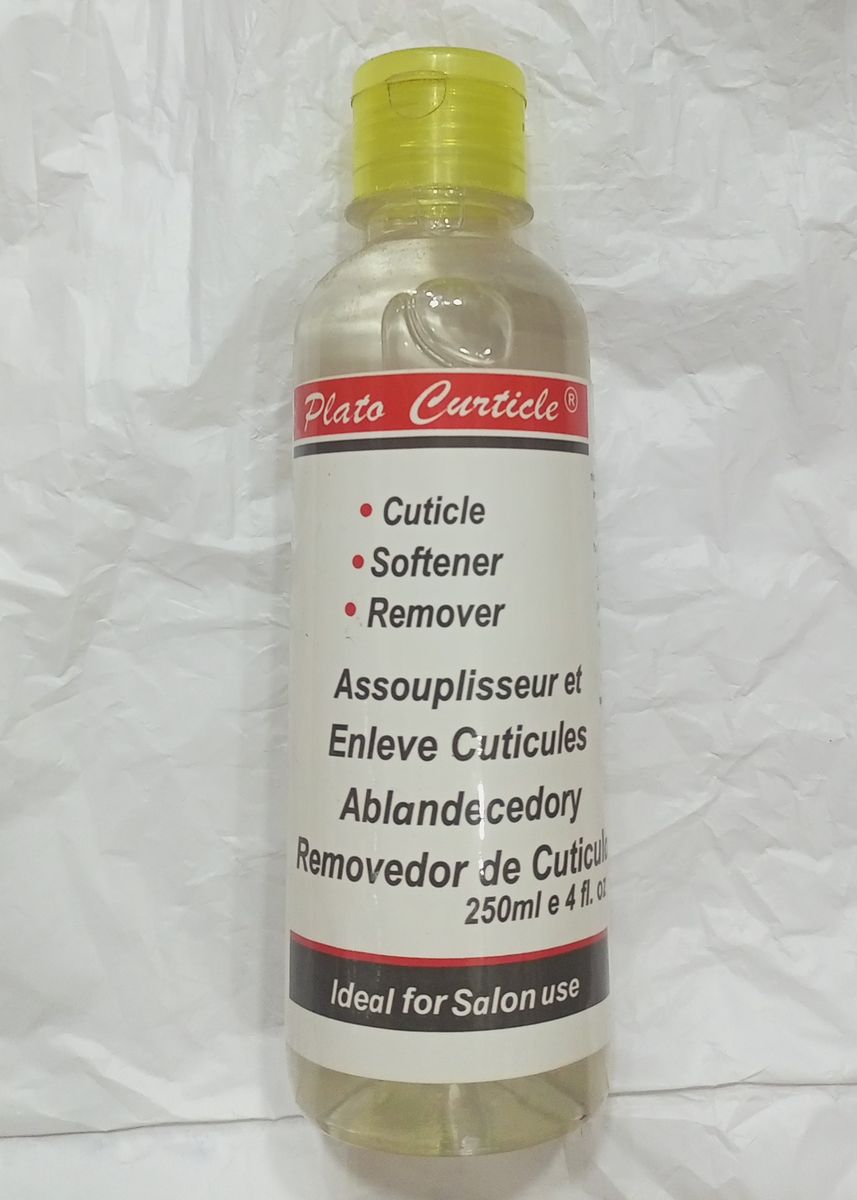 Plato Curticle®
• Cuticle
• Softener
• Remover
Assouplisseur et
Enleve Cuticules
Ablandecedory
Removedor de
250ml e 4 fl. oz
Ideal for Salon use